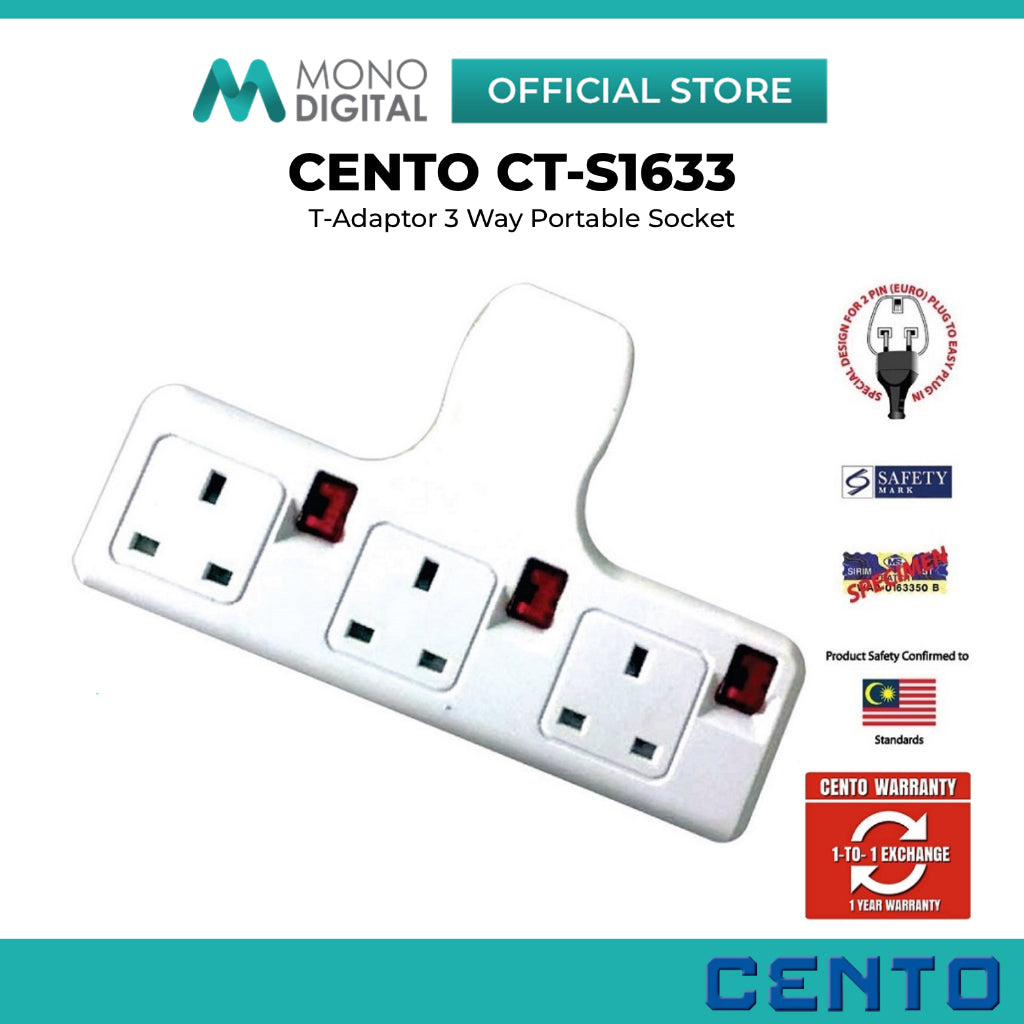 MONO
DIGITAL
OFFICIAL STORE
CENTO CT-S1633
T-Adaptor 3 Way Portable Socket
SPECIAL DESIGN FOR 2 PIN (EURO) PLUG TO EASY PLUG IN
SAFETY
MARK
MS
SIRIM
SPECIMEN
0163350 B
Product Safety Confirmed to
Standards
CENTO WARRANTY
1-TO- 1 EXCHANGE
1 YEAR WARRANTY
CENTO